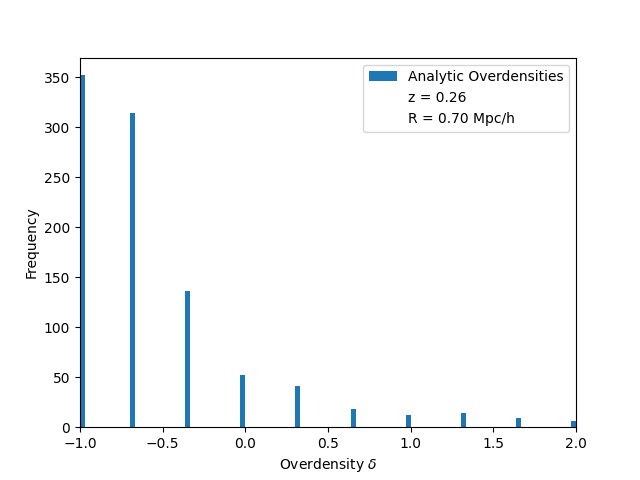 Analytic Overdensities
z = 0.26
R = 0.70 Mpc/h
350
300
250
200
150
100
50
0
Frequency
−1.0 −0.5 0.0 0.5 1.0 1.5 2.0
Overdensity δ